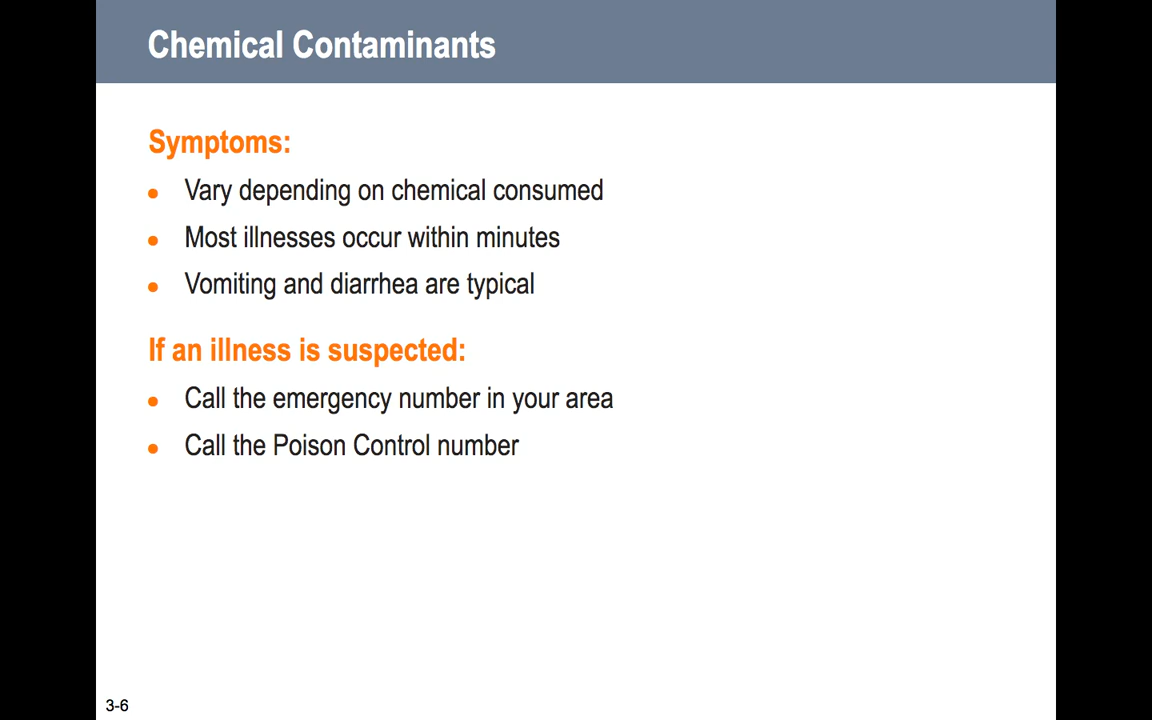 Chemical Contaminants
Symptoms:
• Vary depending on chemical consumed
• Most illnesses occur within minutes
• Vomiting and diarrhea are typical
If an illness is suspected:
• Call the emergency number in your area
• Call the Poison Control number
3-6